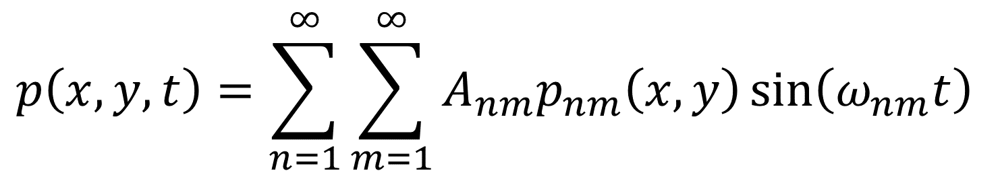 p(x, y, t) = ∑_{n=1}^{∞} ∑_{m=1}^{∞} A_{nm} p_{nm}(x, y) sin(ω_{nm} t)